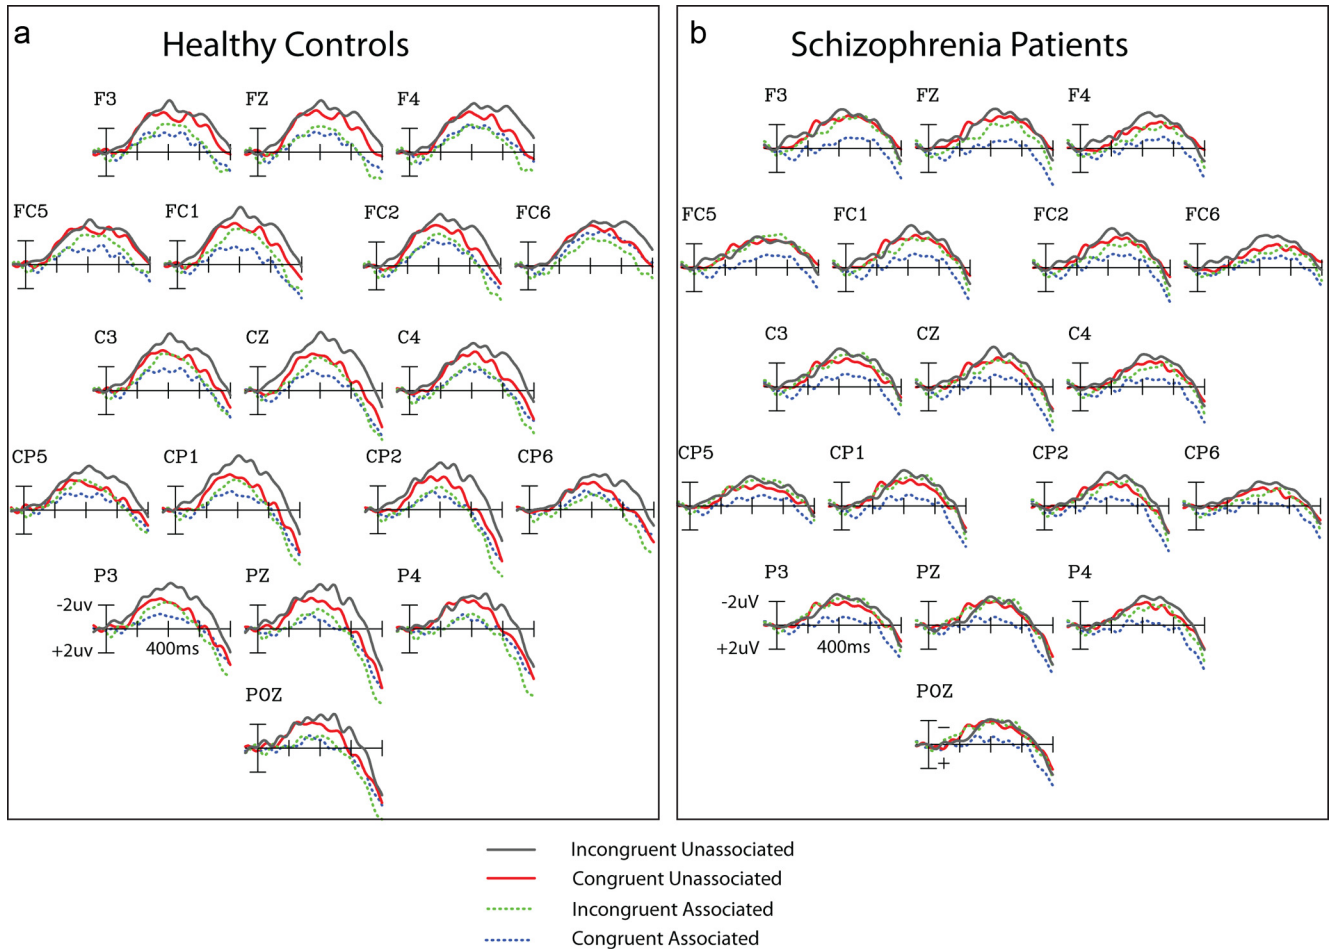 a Healthy Controls
F3 FZ F4
FC5 FC1 FC2 FC6
C3 CZ C4
CP5 CP1 CP2 CP6
P3 PZ P4
-2uv
+2uv 400ms
POZ
b Schizophrenia Patients
F3 FZ F4
FC5 FC1 FC2 FC6
C3 CZ C4
CP5 CP1 CP2 CP6
P3 PZ P4
-2uV
+2uV 400ms
POZ
−
+
Incongruent Unassociated
Congruent Unassociated
Incongruent Associated
Congruent Associated